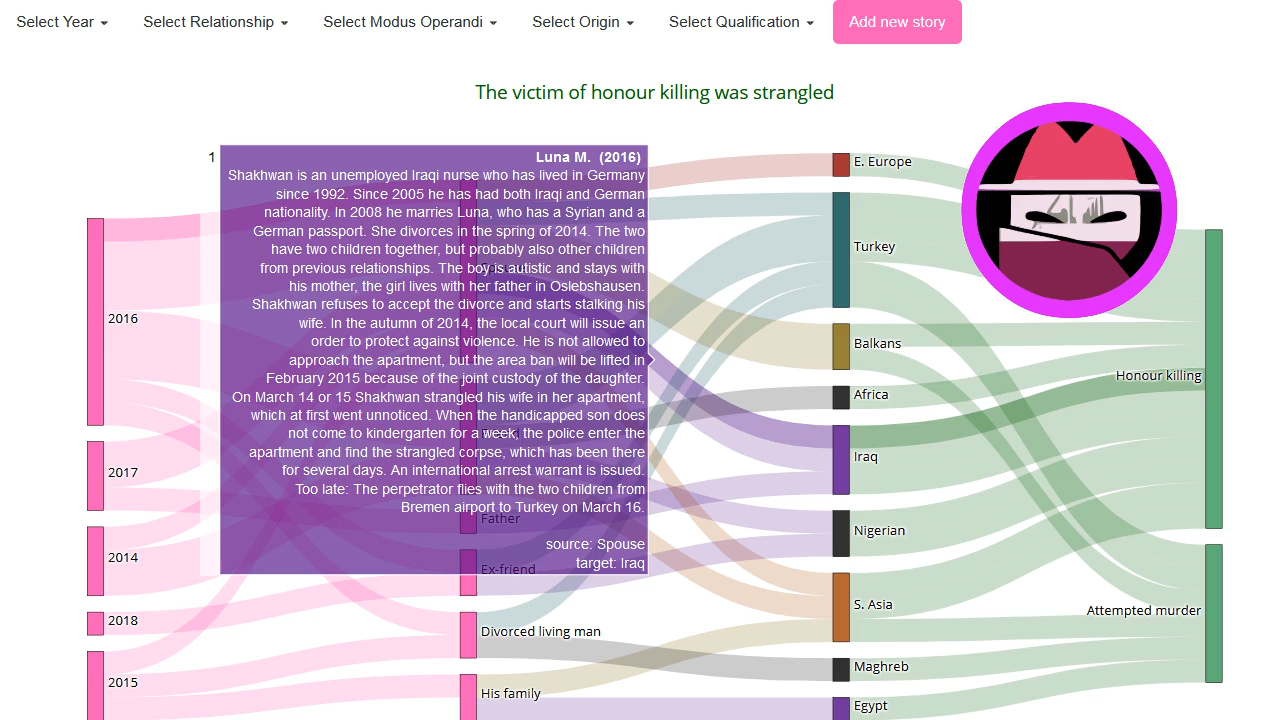 Select Year
Select Relationship
Select Modus Operandi
Select Origin
Select Qualification
Add new story
The victim of honour killing was strangled
1
Luna M. (2016)
Shakhwan is an unemployed Iraqi nurse who has lived in Germany
since 1992. Since 2005 he has had both Iraqi and German
nationality. In 2008 he marries Luna, who has a Syrian and a
German passport. She divorces in the spring of 2014. The two
have two children together, but probably also other children
from previous relationships. The boy is autistic and stays with
his mother, the girl lives with her father in Oslebshausen.
Shakhwan refuses to accept the divorce and starts stalking his
wife. In the autumn of 2014, the local court will issue an
order to protect against violence. He is not allowed to
approach the apartment, but the area ban will be lifted in
February 2015 because of the joint custody of the daughter.
On March 14 or 15 Shakhwan strangled his wife in her apartment,
which at first went unnoticed. When the handicapped son does
not come to kindergarten for a week, the police enter the
apartment and find the strangled corpse, which has been there
for several days. An international arrest warrant is issued.
Too late: The perpetrator flies with the two children from
Bremen airport to Turkey on March 16.
source: Spouse
target: Iraq
2016
2017
2014
2018
2015
Father
Ex-friend
Divorced living man
His family
E. Europe
Turkey
Balkans
Africa
Iraq
Nigerian
S. Asia
Maghreb
Egypt
Honour killing
Attempted murder